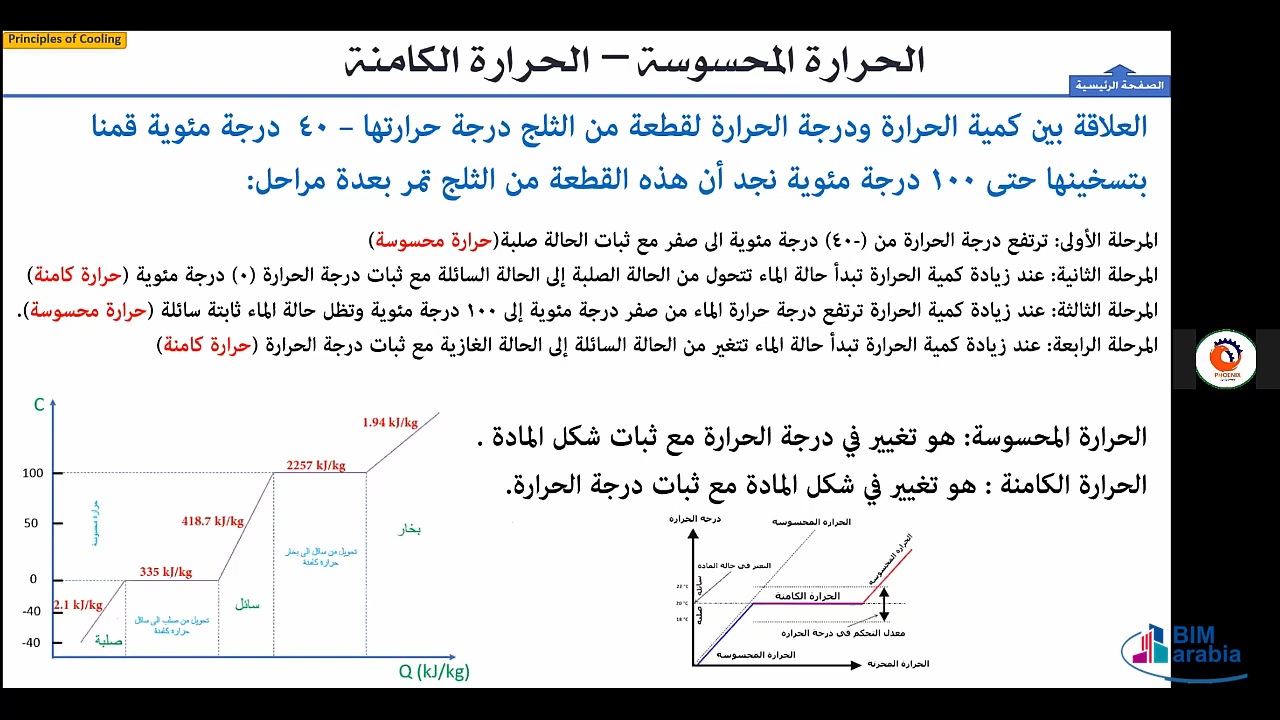 Principles of Cooling
الحرارة المحسوسة – الحرارة الكامنة
الصفحة الرئيسية
العلاقة بين كمية الحرارة ودرجة الحرارة لقطعة من الثلج درجة حرارتها – ٤٠ درجة مئوية قمنا
بتسخينها حتى ١٠٠ درجة مئوية نجد أن هذه القطعة من الثلج تمر بعدة مراحل:
المرحلة الأولى: ترتفع درجة الحرارة من (-٤٠) درجة مئوية الى صفر مع ثبات الحالة صلبة(حرارة محسوسة)
المرحلة الثانية: عند زيادة كمية الحرارة تبدأ حالة الماء تتحول من الحالة الصلبة إلى الحالة السائلة مع ثبات درجة الحرارة (٠) درجة مئوية (حرارة كامنة)
المرحلة الثالثة: عند زيادة كمية الحرارة ترتفع درجة حرارة الماء من صفر درجة مئوية إلى ١٠٠ درجة مئوية وتظل حالة الماء ثابتة سائلة (حرارة محسوسة).
المرحلة الرابعة: عند زيادة كمية الحرارة تبدأ حالة الماء تتغير من الحالة السائلة إلى الحالة الغازية مع ثبات درجة الحرارة (حرارة كامنة)
الحرارة المحسوسة: هو تغيير في درجة الحرارة مع ثبات شكل المادة .
الحرارة الكامنة : هو تغيير في شكل المادة مع ثبات درجة الحرارة.
C
1.94 kJ/kg
2257 kJ/kg
100
418.7 kJ/kg
50
حرارة محسوسة
بخار
تحويل من سائل الى بخار
حرارة كامنة
335 kJ/kg
0
2.1 kJ/kg
سائل
-40
تحويل من صلب الى سائل
حرارة كامنة
صلبة
-40
Q (kJ/kg)
درجة الحرارة
الحرارة المحسوسة
الحرارة المحسوسة
التغير في حالة المادة
سائلة
صلبة
22 °C
20 °C
18 °C
الحرارة الكامنة
معدل التحكم في درجة الحرارة
الحرارة المحسوسة
الحرارة المخزنة
PHOENIX
BIM
arabia